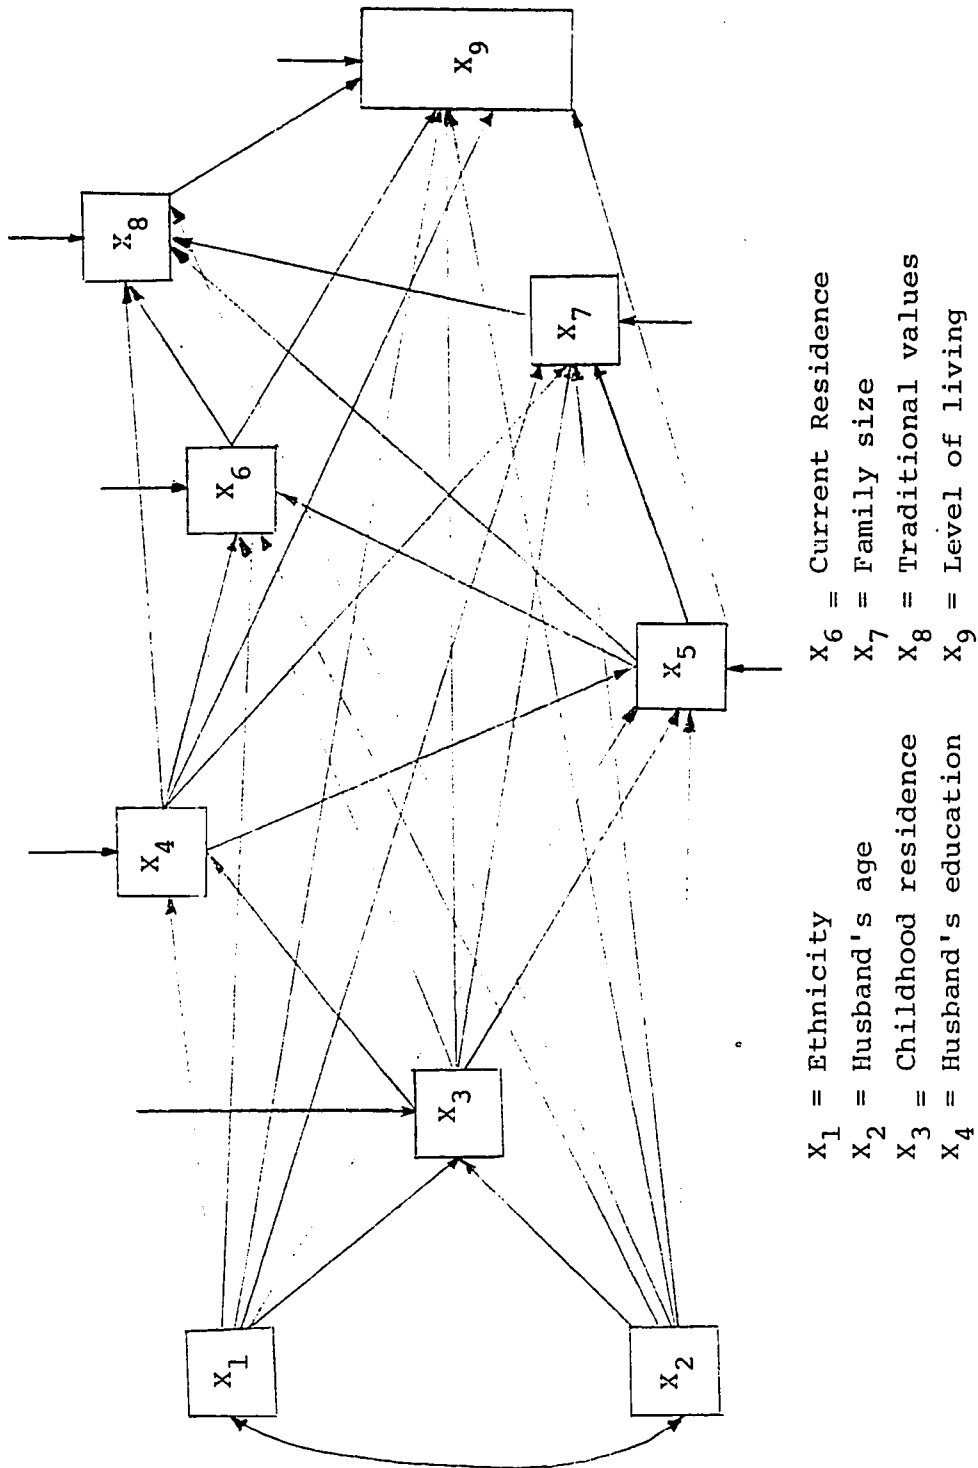 X8
X9
X4
X6
X7
X1
X3
X5
X2
X1 = Ethnicity
X2 = Husband's age
X3 = Childhood residence
X4 = Husband's education
X6 = Current Residence
X7 = Family size
X8 = Traditional values
X9 = Level of living